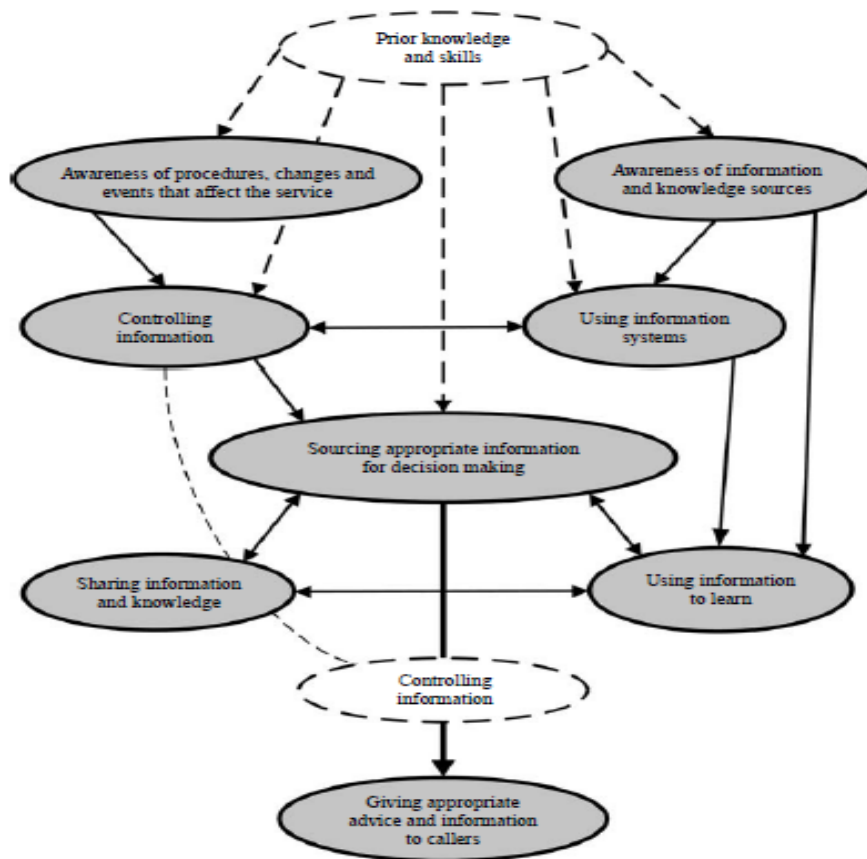 Prior knowledge
and skills
Awareness of procedures, changes and
events that affect the service
Awareness of information
and knowledge sources
Controlling
information
Using information
systems
Sourcing appropriate information
for decision making
Sharing information
and knowledge
Using information
to learn
Controlling
information
Giving appropriate
advice and information
to callers